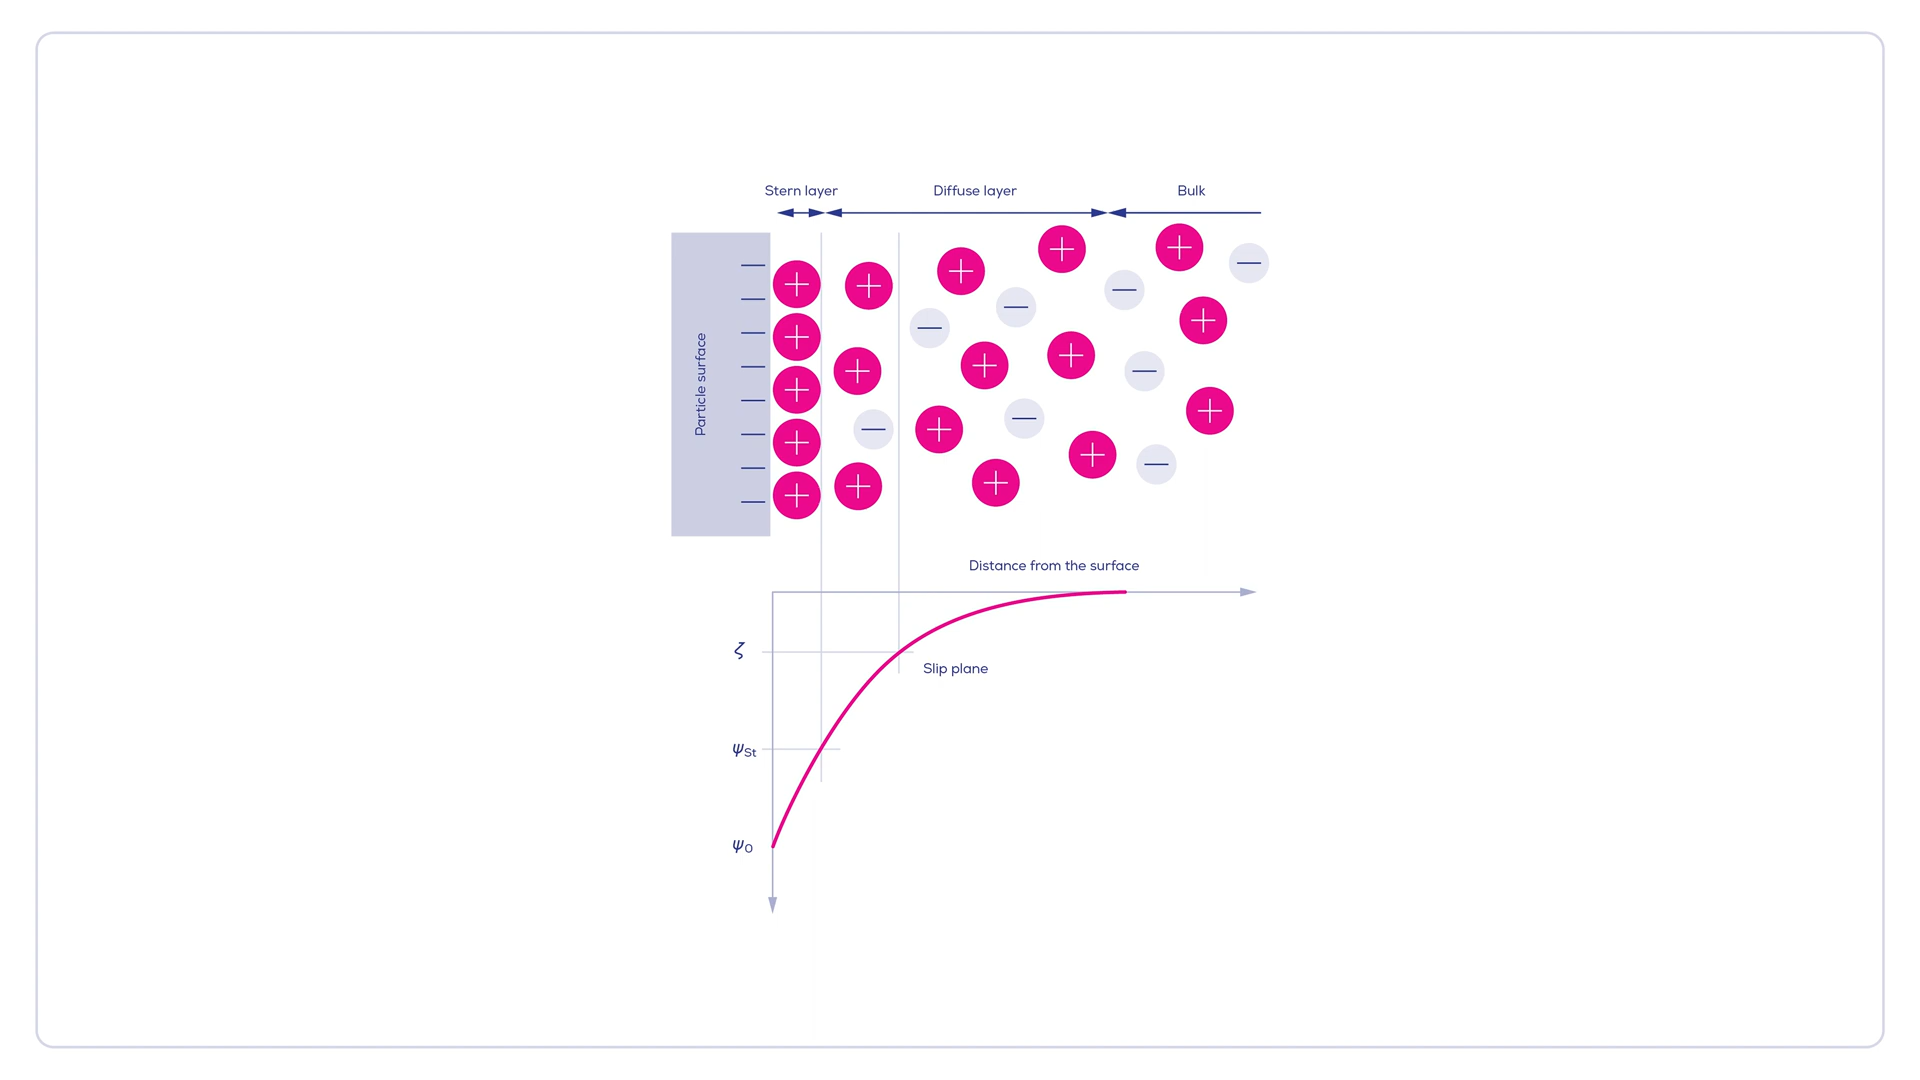 Stern layer
Diffuse layer
Bulk
Particle surface
Distance from the surface
ζ
Slip plane
ψSt
ψ0